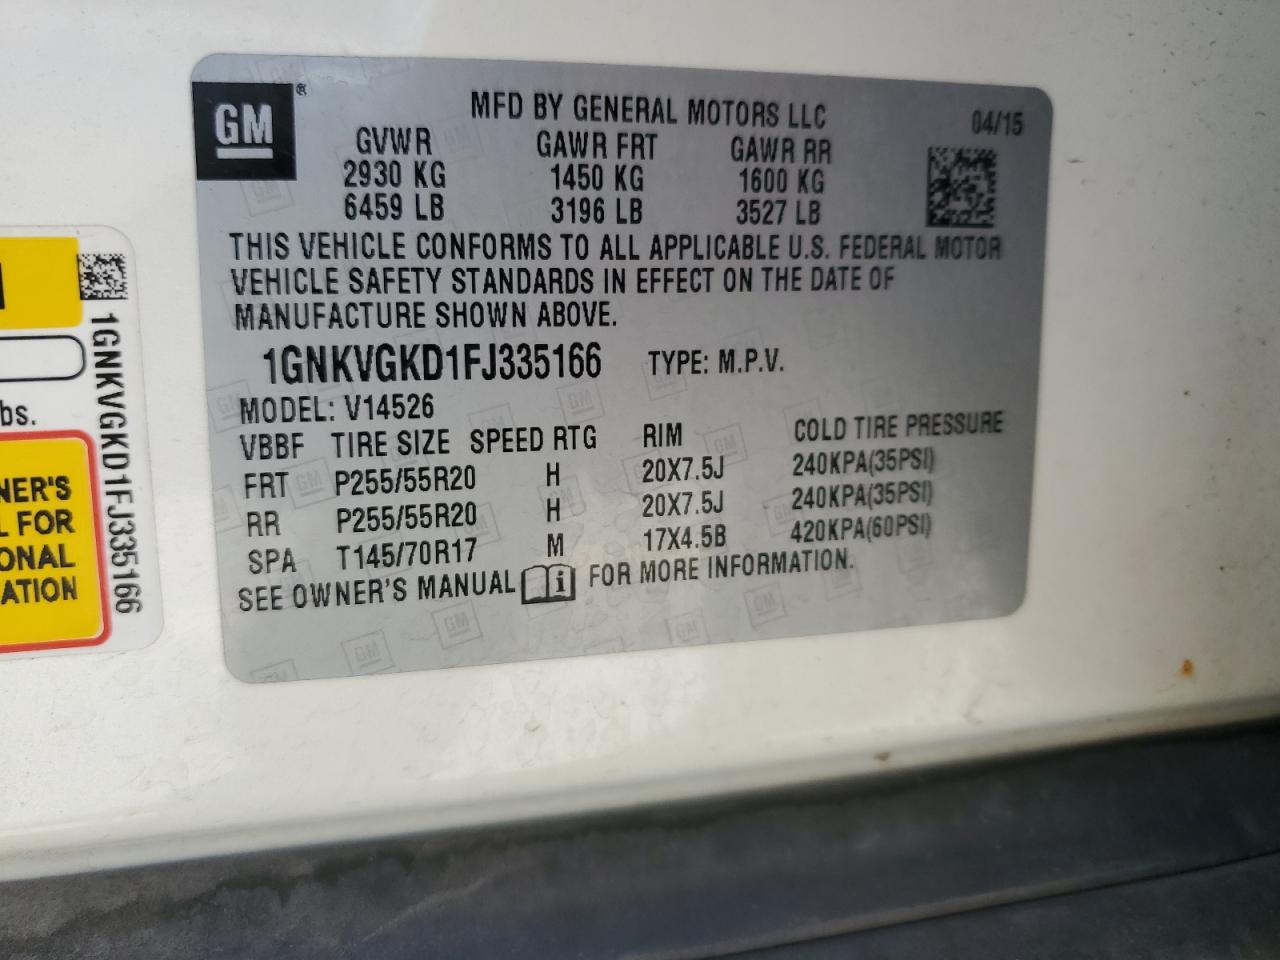 GM®
MFD BY GENERAL MOTORS LLC 04/15
GVWR GAWR FRT GAWR RR
2930 KG 1450 KG 1600 KG
6459 LB 3196 LB 3527 LB
THIS VEHICLE CONFORMS TO ALL APPLICABLE U.S. FEDERAL MOTOR
VEHICLE SAFETY STANDARDS IN EFFECT ON THE DATE OF
MANUFACTURE SHOWN ABOVE.
1GNKVGKD1FJ335166 TYPE: M.P.V.
MODEL: V14526
VBBF TIRE SIZE SPEED RTG RIM COLD TIRE PRESSURE
FRT P255/55R20 H 20X7.5J 240KPA(35PSI)
RR P255/55R20 H 20X7.5J 240KPA(35PSI)
SPA T145/70R17 M 17X4.5B 420KPA(60PSI)
SEE OWNER'S MANUAL i FOR MORE INFORMATION.
1GNKVGKD1FJ335166
bs.
NER'S
L FOR
ONAL
ATION